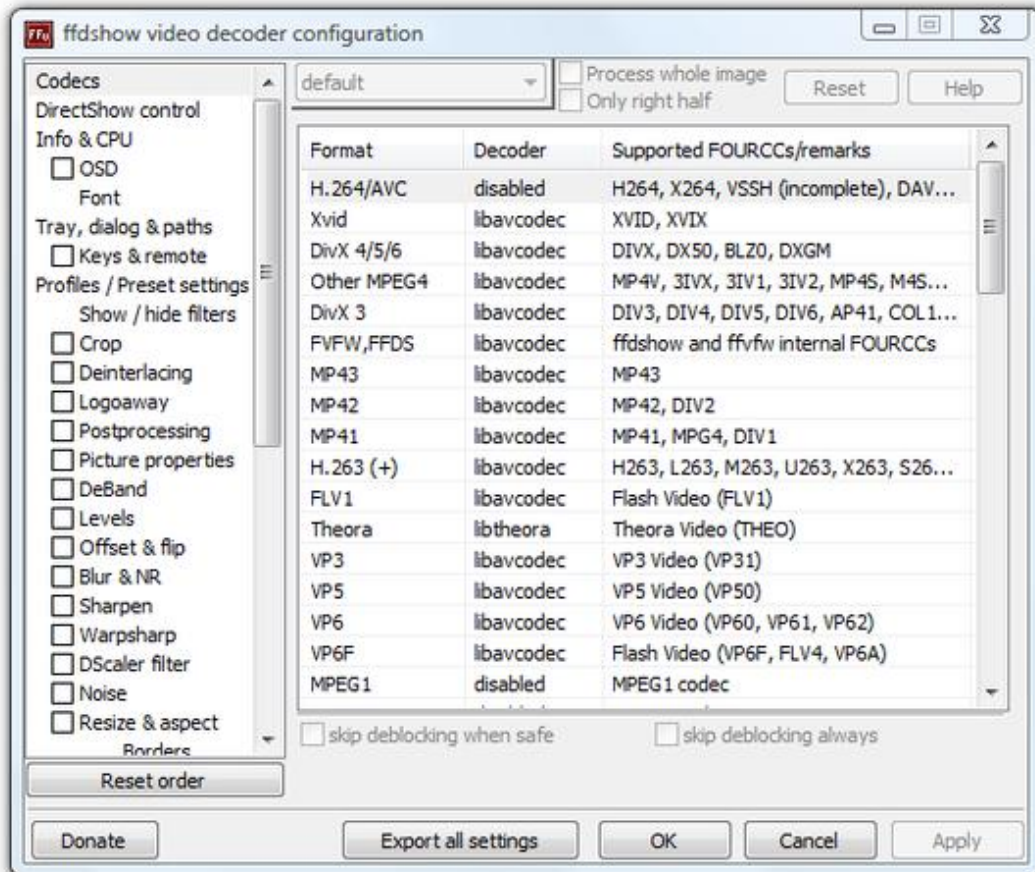 FFv ffdshow video decoder configuration
Codecs
DirectShow control
Info & CPU
OSD
Font
Tray, dialog & paths
Keys & remote
Profiles / Preset settings
Show / hide filters
Crop
Deinterlacing
Logoaway
Postprocessing
Picture properties
DeBand
Levels
Offset & flip
Blur & NR
Sharpen
Warpsharp
DScaler filter
Noise
Resize & aspect
Borders
Reset order
default
Process whole image
Only right half
Reset Help
Format Decoder Supported FOURCCs/remarks
H.264/AVC disabled H264, X264, VSSH (incomplete), DAV...
Xvid libavcodec XVID, XVIX
DivX 4/5/6 libavcodec DIVX, DX50, BLZ0, DXGM
Other MPEG4 libavcodec MP4V, 3IVX, 3IV1, 3IV2, MP4S, M4S...
DivX 3 libavcodec DIV3, DIV4, DIV5, DIV6, AP41, COL1...
FVFW,FFDS libavcodec ffdshow and ffvfw internal FOURCCs
MP43 libavcodec MP43
MP42 libavcodec MP42, DIV2
MP41 libavcodec MP41, MPG4, DIV1
H.263 (+) libavcodec H263, L263, M263, U263, X263, S26...
FLV1 libavcodec Flash Video (FLV1)
Theora libtheora Theora Video (THEO)
VP3 libavcodec VP3 Video (VP31)
VP5 libavcodec VP5 Video (VP50)
VP6 libavcodec VP6 Video (VP60, VP61, VP62)
VP6F libavcodec Flash Video (VP6F, FLV4, VP6A)
MPEG1 disabled MPEG1 codec
skip deblocking when safe skip deblocking always
Donate Export all settings OK Cancel Apply